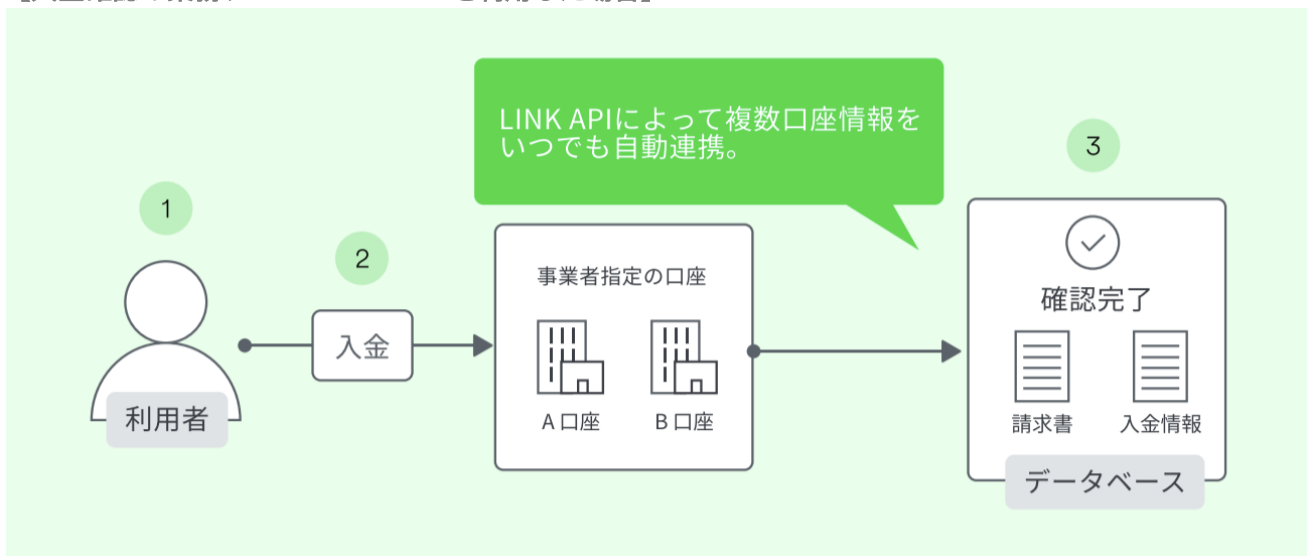 LINK APIによって複数口座情報を
いつでも自動連携。
1
2
3
利用者
入金
事業者指定の口座
A 口座
B 口座
確認完了
請求書
入金情報
データベース